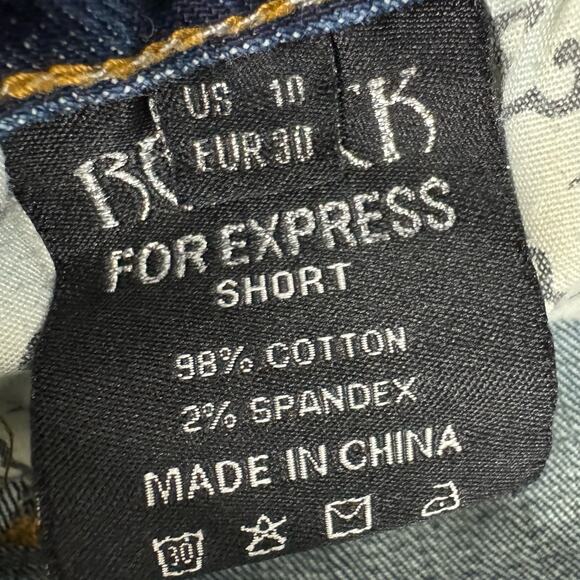 US 10
EUR 30
FOR EXPRESS
SHORT
98% COTTON
2% SPANDEX
MADE IN CHINA
30